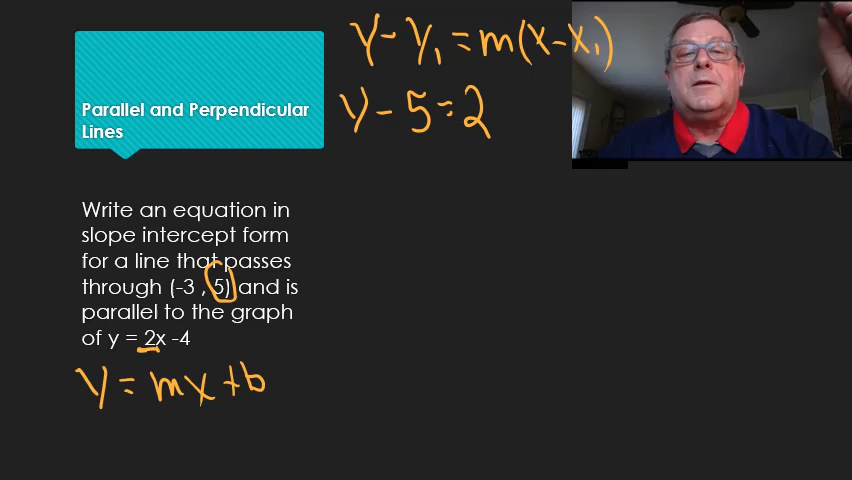 Parallel and Perpendicular
Lines
y - y₁ = m(x - x₁)
y - 5 = 2
Write an equation in
slope intercept form
for a line that passes
through (-3 , 5) and is
parallel to the graph
of y = 2x -4
y = mx + b